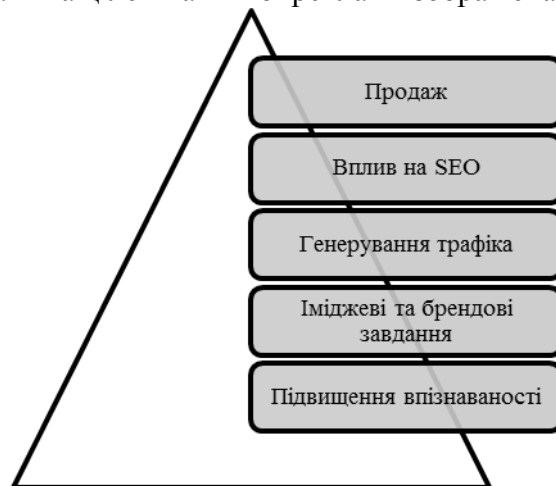 Продаж
Вплив на SEO
Генерування трафіка
Іміджеві та брендові
завдання
Підвищення впізнаваності